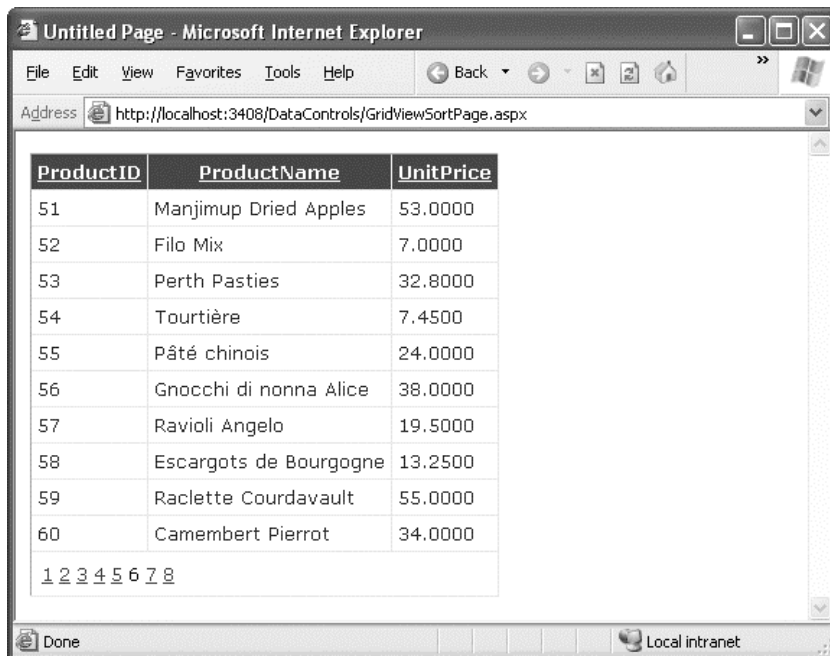 Untitled Page - Microsoft Internet Explorer
File Edit View Favorites Tools Help Back »
Address http://localhost:3408/DataControls/GridViewSortPage.aspx
ProductID ProductName UnitPrice
51 Manjimup Dried Apples 53.0000
52 Filo Mix 7.0000
53 Perth Pasties 32.8000
54 Tourtière 7.4500
55 Pâté chinois 24.0000
56 Gnocchi di nonna Alice 38.0000
57 Ravioli Angelo 19.5000
58 Escargots de Bourgogne 13.2500
59 Raclette Courdavault 55.0000
60 Camembert Pierrot 34.0000
1 2 3 4 5 6 7 8
Done Local intranet